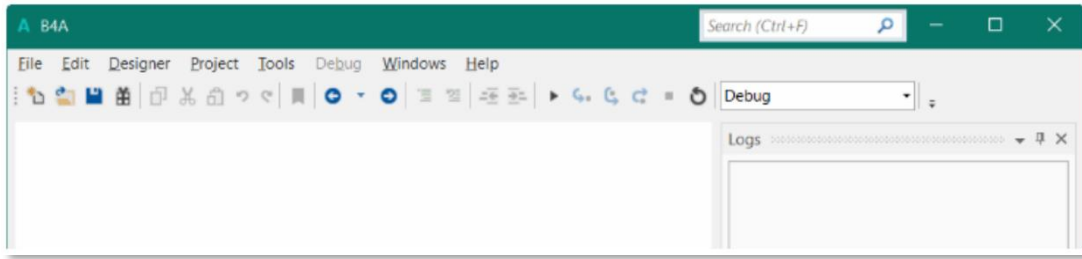 B4A
Search (Ctrl+F)
File Edit Designer Project Tools Debug Windows Help
Debug
Logs